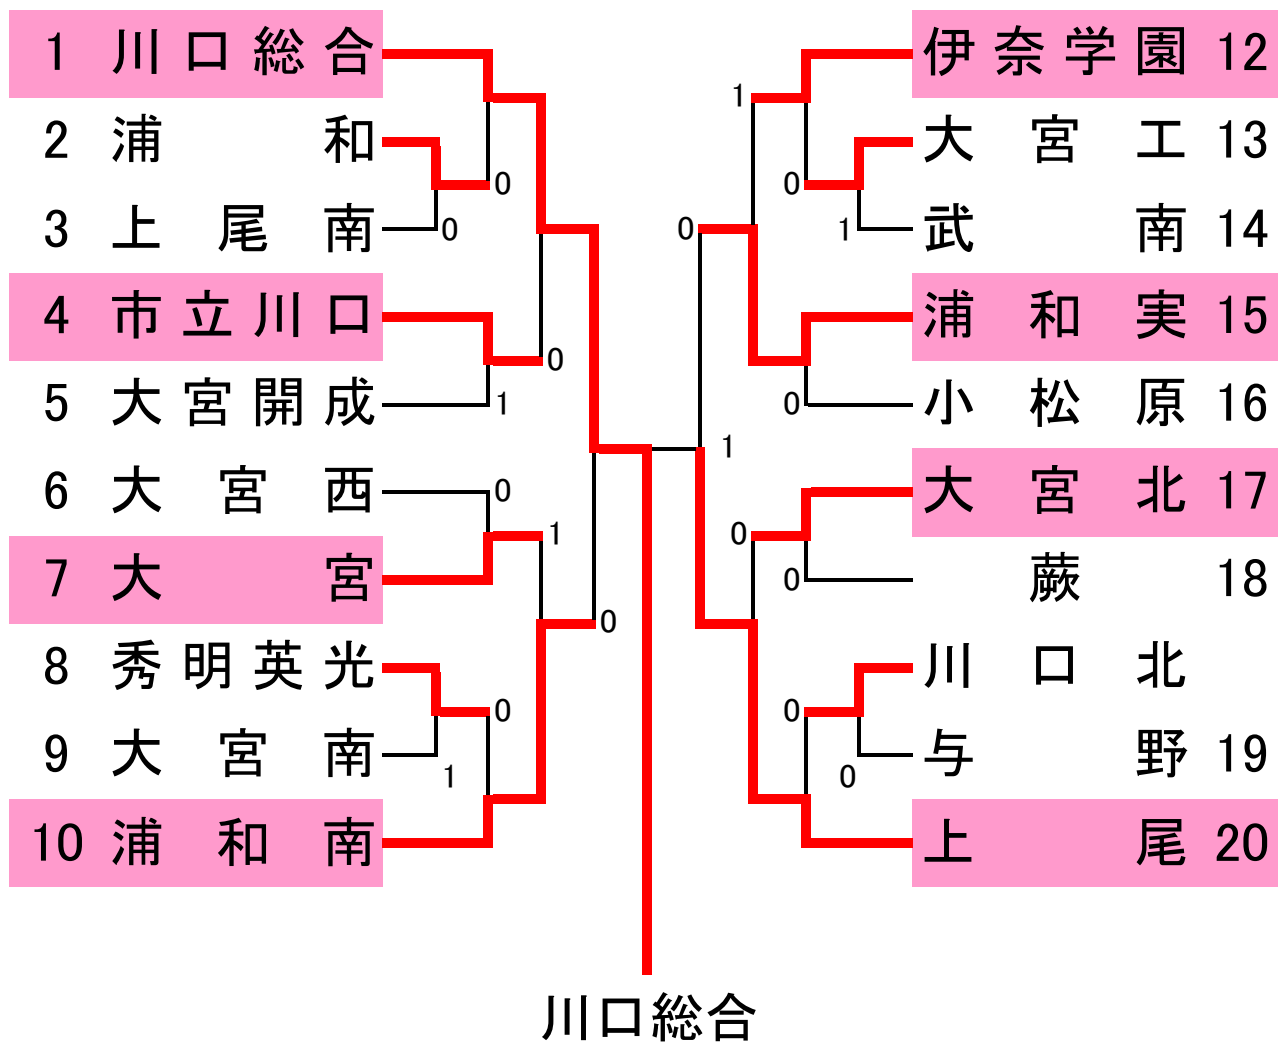 1 川口総合
2 浦和
3 上尾南
4 市立川口
5 大宮開成
6 大宮西
7 大宮
8 秀明英光
9 大宮南
10 浦和南
0
0
0
1
0
1
0
0
1
1
0
1
0
0
0
1
0
0
0
0
伊奈学園 12
大宮工 13
武南 14
浦和実 15
小松原 16
大宮北 17
蕨 18
川口北
与野 19
上尾 20
川口総合